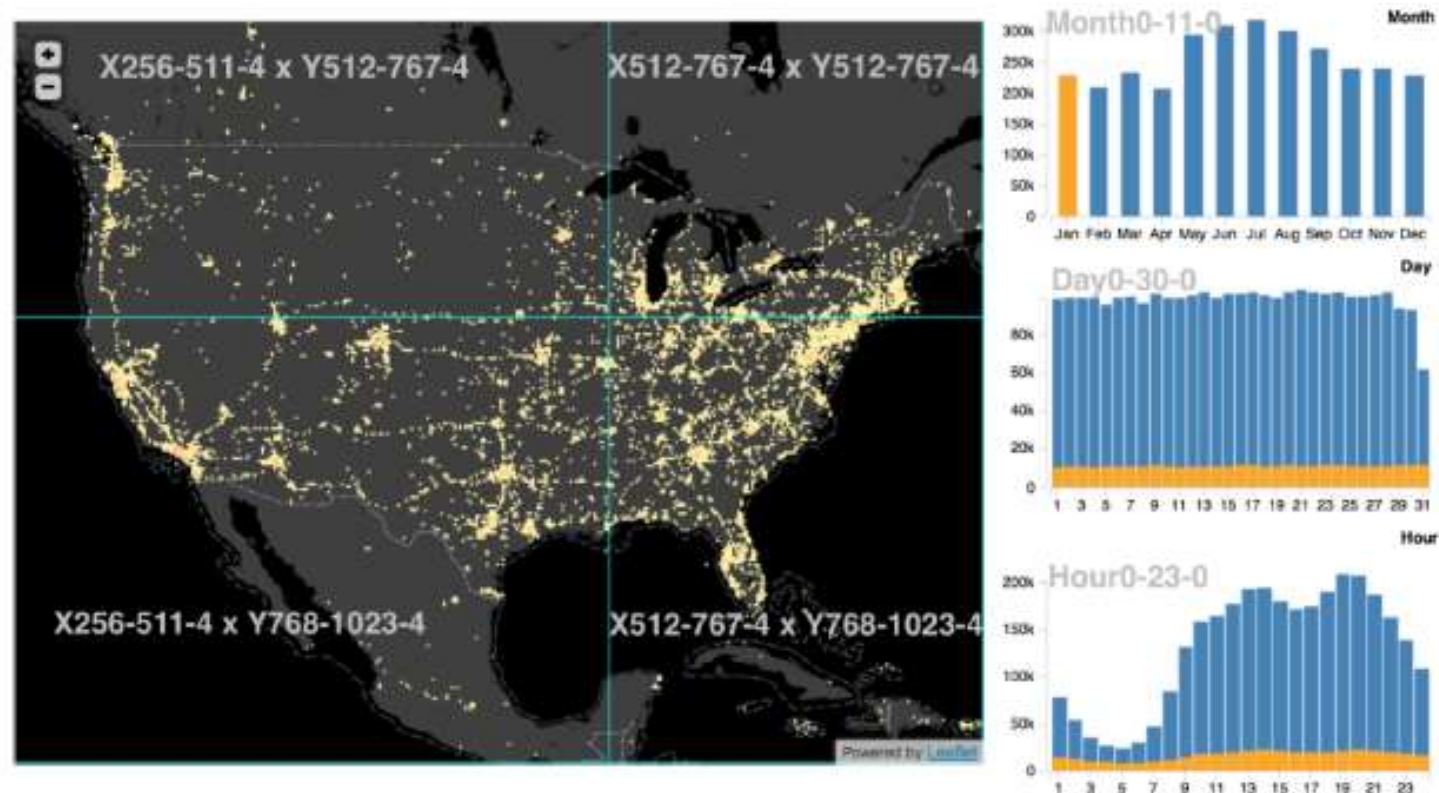 +
−
X256-511-4 x Y512-767-4
X512-767-4 x Y512-767-4
X256-511-4 x Y768-1023-4
X512-767-4 x Y768-1023-4
Powered by Leaflet
Month0-11-0
Month
300k
250k
200k
150k
100k
50k
0
Jan Feb Mar Apr May Jun Jul Aug Sep Oct Nov Dec
Day0-30-0
Day
80k
60k
40k
20k
0
1 3 5 7 9 11 13 15 17 19 21 23 25 27 29 31
Hour
Hour0-23-0
200k
150k
100k
50k
0
1 3 5 7 9 11 13 15 17 19 21 23